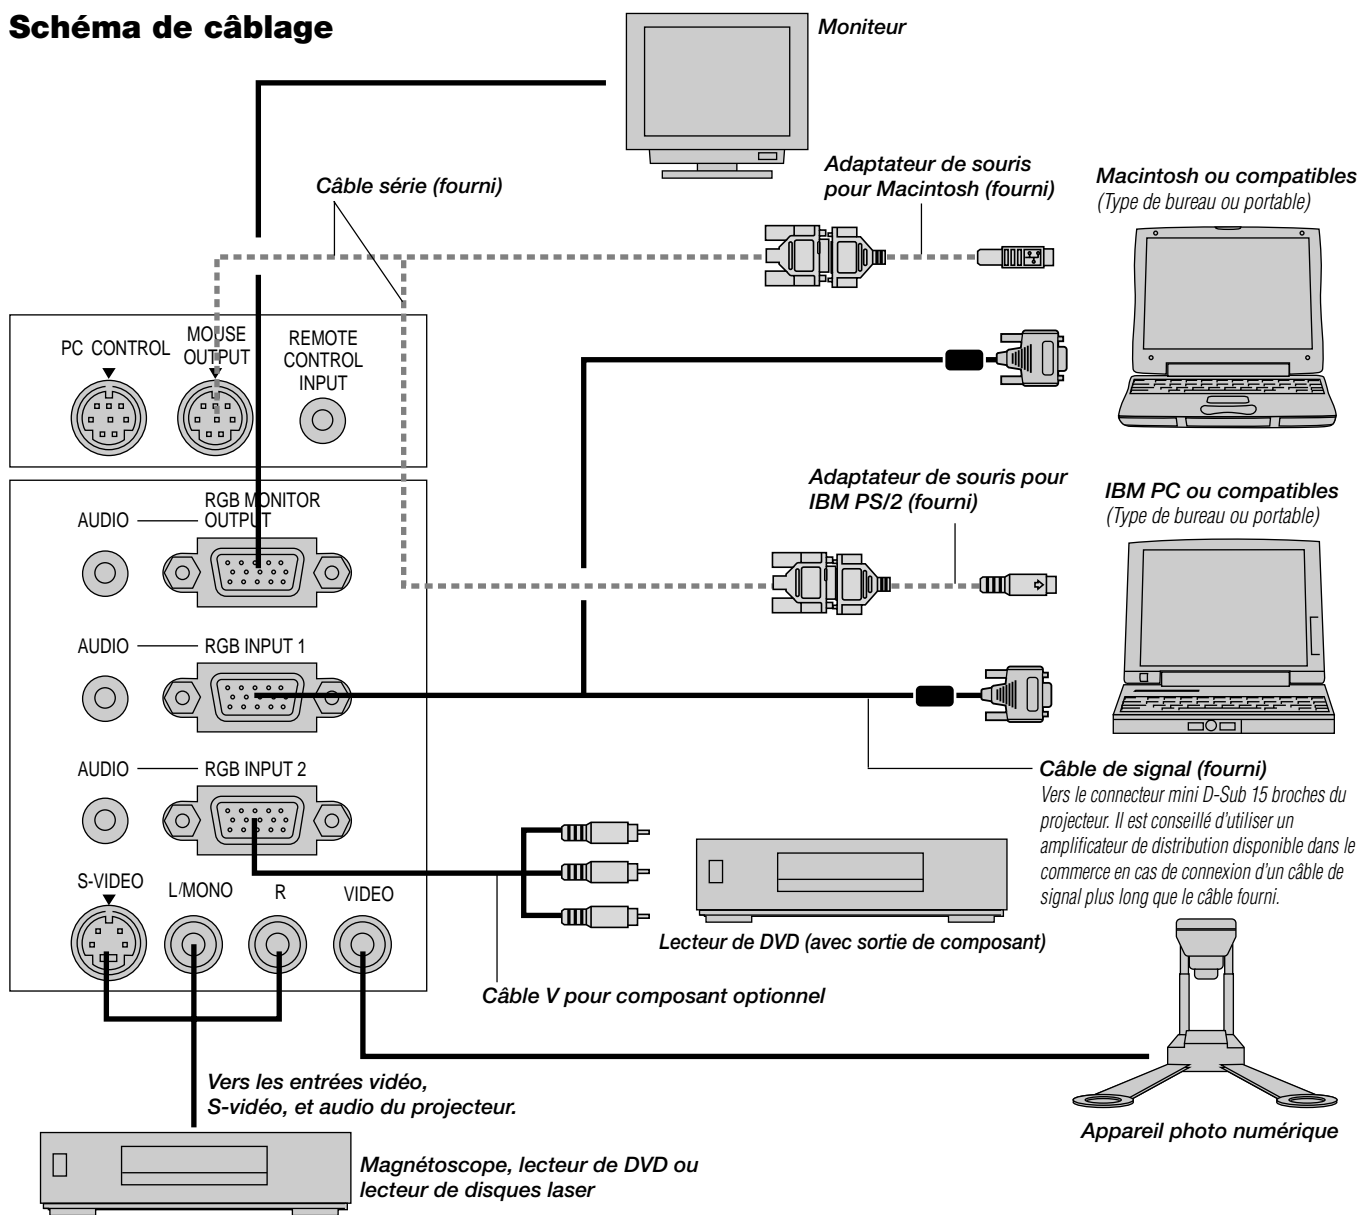 Schéma de câblage
Moniteur
Câble série (fourni)
Adaptateur de souris
pour Macintosh (fourni)
Macintosh ou compatibles
(Type de bureau ou portable)
PC CONTROL
MOUSE
OUTPUT
REMOTE
CONTROL
INPUT
Adaptateur de souris pour
IBM PS/2 (fourni)
IBM PC ou compatibles
(Type de bureau ou portable)
AUDIO
RGB MONITOR
OUTPUT
AUDIO
RGB INPUT 1
AUDIO
RGB INPUT 2
Câble de signal (fourni)
Vers le connecteur mini D-Sub 15 broches du
projecteur. Il est conseillé d'utiliser un
amplificateur de distribution disponible dans le
commerce en cas de connexion d'un câble de
signal plus long que le câble fourni.
S-VIDEO
L/MONO
R
VIDEO
Lecteur de DVD (avec sortie de composant)
Câble V pour composant optionnel
Vers les entrées vidéo,
S-vidéo, et audio du projecteur.
Appareil photo numérique
Magnétoscope, lecteur de DVD ou
lecteur de disques laser